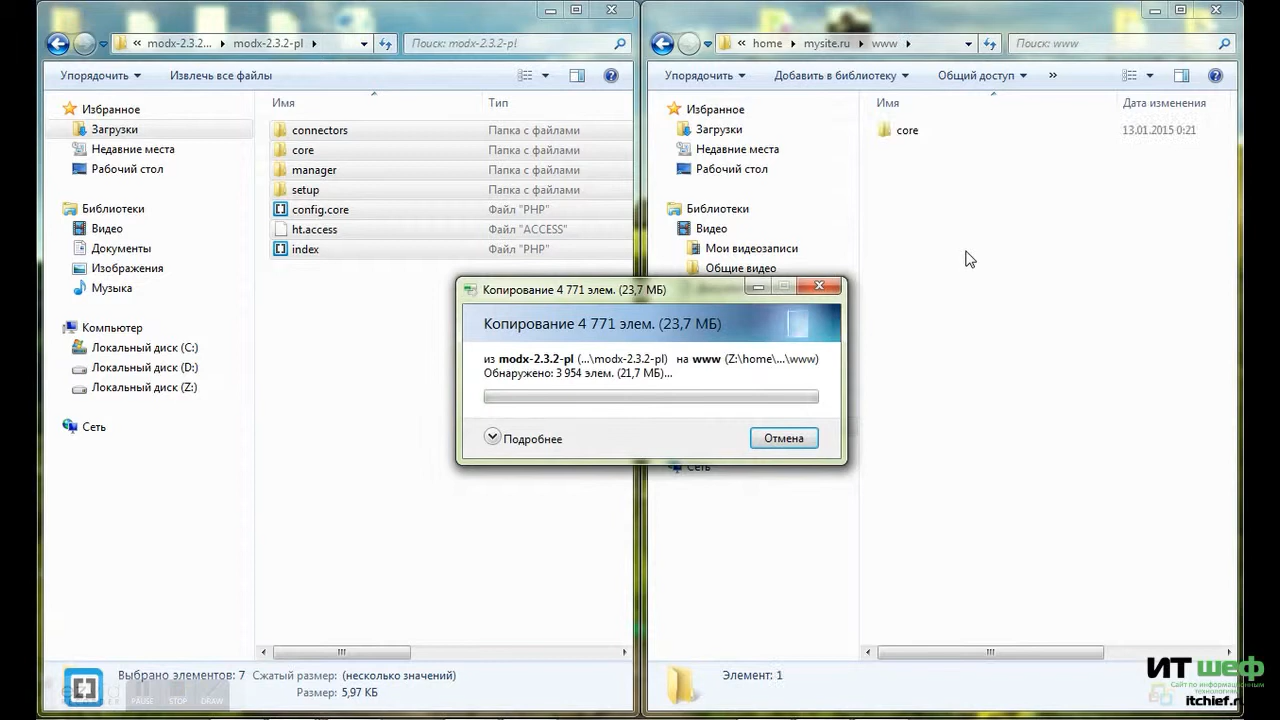 « modx-2.3.2... ▸ modx-2.3.2-pl ▸
Поиск: modx-2.3.2-pl
Упорядочить
Извлечь все файлы
Избранное
Загрузки
Недавние места
Рабочий стол
Библиотеки
Видео
Документы
Изображения
Музыка
Компьютер
Локальный диск (C:)
Локальный диск (D:)
Локальный диск (Z:)
Сеть
Имя
Тип
connectors
Папка с файлами
core
Папка с файлами
manager
Папка с файлами
setup
Папка с файлами
config.core
Файл "PHP"
ht.access
Файл "ACCESS"
index
Файл "PHP"
Выбрано элементов: 7
Сжатый размер: (несколько значений)
Размер: 5,97 КБ
PAUSE
STOP
DRAW
« home ▸ mysite.ru ▸ www ▸
Поиск: www
Упорядочить
Добавить в библиотеку
Общий доступ
»
Избранное
Загрузки
Недавние места
Рабочий стол
Библиотеки
Видео
Мои видеозаписи
Общие видео
Сеть
Имя
Дата изменения
core
13.01.2015 0:21
Элемент: 1
Копирование 4 771 элем. (23,7 МБ)
Копирование 4 771 элем. (23,7 МБ)
из modx-2.3.2-pl (...\modx-2.3.2-pl) на www (Z:\home\...\www)
Обнаружено: 3 954 элем. (21,7 МБ)...
Подробнее
Отмена
ИТ шеф
Сайт по информационным
технологиям
itchief.r